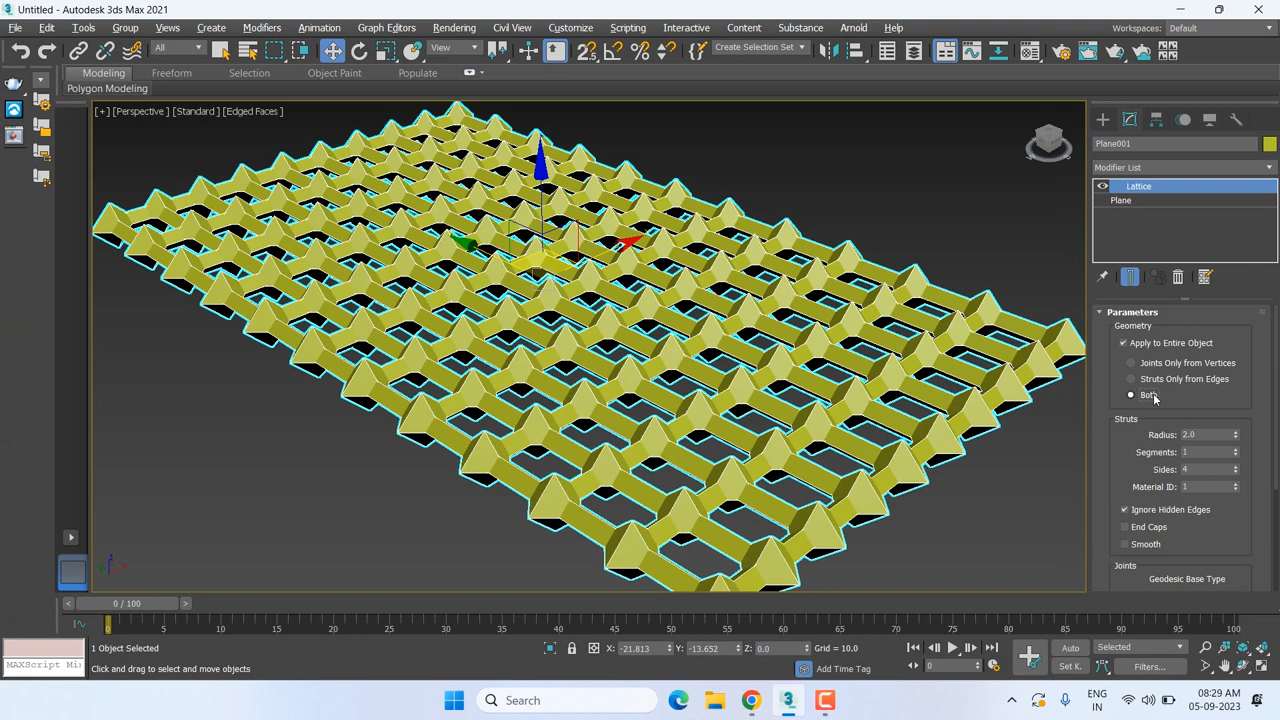 Untitled - Autodesk 3ds Max 2021
File Edit Tools Group Views Create Modifiers Animation Graph Editors Rendering Civil View Customize Scripting Interactive Content Substance Arnold Help
Workspaces: Default
All
View
Create Selection Set
Modeling Freeform Selection Object Paint Populate
Polygon Modeling
[+] [Perspective] [Standard] [Edged Faces]
Plane001
Modifier List
Lattice
Plane
Parameters
Geometry
Apply to Entire Object
Joints Only from Vertices
Struts Only from Edges
Both
Struts
Radius: 2.0
Segments: 1
Sides: 4
Material ID: 1
Ignore Hidden Edges
End Caps
Smooth
Joints
Geodesic Base Type
0 / 100
0 5 10 15 20 25 30 35 40 45 50 55 60 65 70 75 80 85 90 95 100
1 Object Selected
X: -21.813 Y: -13.652 Z: 0.0 Grid = 10.0
Auto Selected
MAXScript Mi
Click and drag to select and move objects
Add Time Tag
0
Set K. Filters...
Search
ENG
IN
08:29 AM
05-09-2023